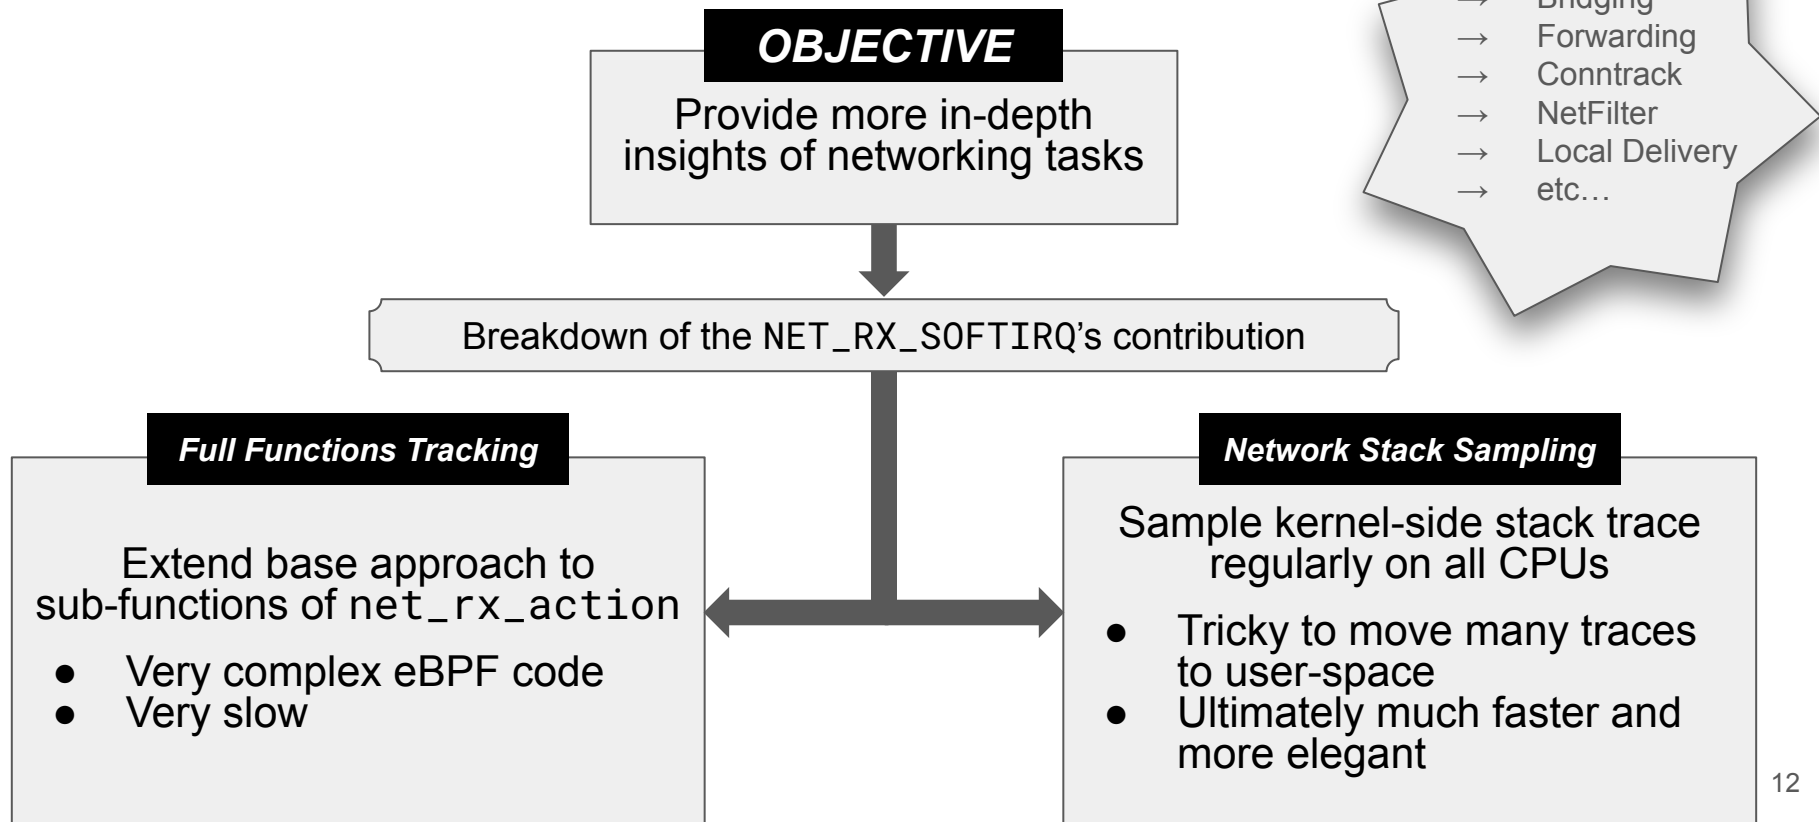 OBJECTIVE
Provide more in-depth
insights of networking tasks
→ Bridging
→ Forwarding
→ Conntrack
→ NetFilter
→ Local Delivery
→ etc…
Breakdown of the NET_RX_SOFTIRQ’s contribution
Full Functions Tracking
Extend base approach to
sub-functions of net_rx_action
● Very complex eBPF code
● Very slow
Network Stack Sampling
Sample kernel-side stack trace
regularly on all CPUs
● Tricky to move many traces
to user-space
● Ultimately much faster and
more elegant
12